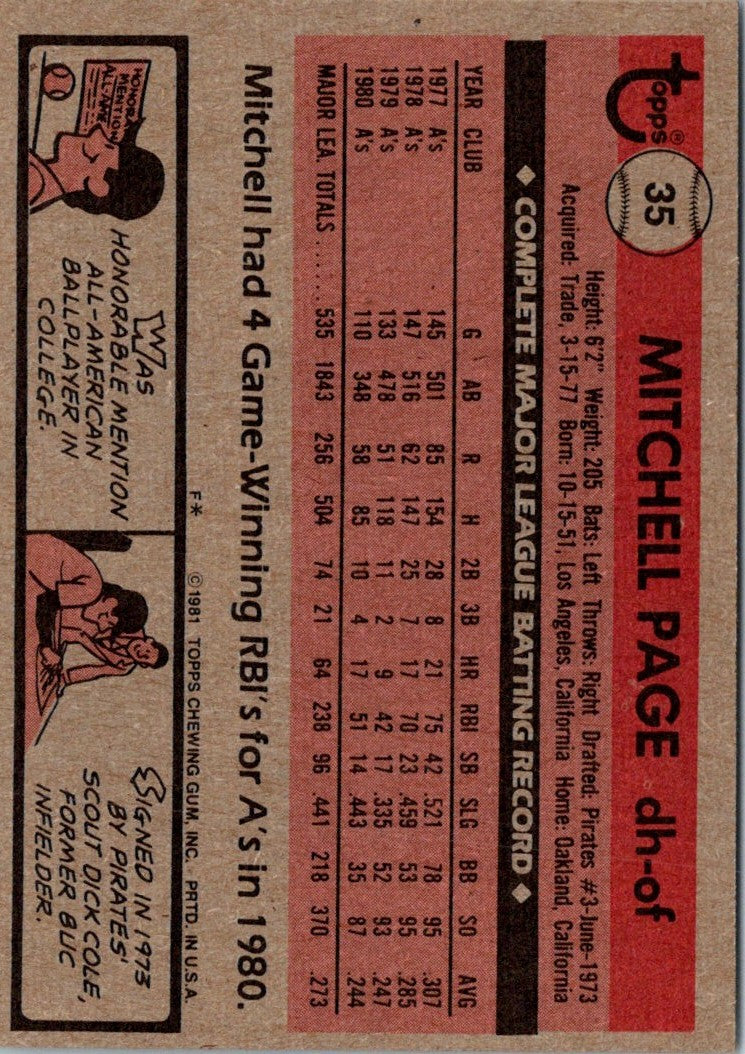 Topps®
35
MITCHELL PAGE dh-of
Height: 6'2" Weight: 205 Bats: Left Throws: Right Drafted: Pirates #3-June-1973
Acquired: Trade, 3-15-77 Born: 10-15-51, Los Angeles, California Home: Oakland, California
◆ COMPLETE MAJOR LEAGUE BATTING RECORD ◆
YEAR CLUB G AB R H 2B 3B HR RBI SB SLG BB SO AVG
1977 A's 145 501 85 154 28 8 21 75 42 .521 78 95 .307
1978 A's 147 516 62 147 25 7 17 70 23 .459 53 95 .285
1979 A's 133 478 51 118 11 2 9 42 17 .335 52 93 .247
1980 A's 110 348 58 85 10 4 17 51 14 .443 35 87 .244
MAJOR LEA. TOTALS ...... 535 1843 256 504 74 21 64 238 96 .441 218 370 .273
Mitchell had 4 Game-Winning RBI's for A's in 1980.
F* ©1981 TOPPS CHEWING GUM, INC. PRTD. IN U.S.A.
HONORABLE
MENTION
ALL-AME
WAS
HONORABLE MENTION
ALL-AMERICAN
BALLPLAYER IN
COLLEGE.
SIGNED IN 1973
BY PIRATES'
SCOUT DICK COLE,
FORMER BUC
INFIELDER.